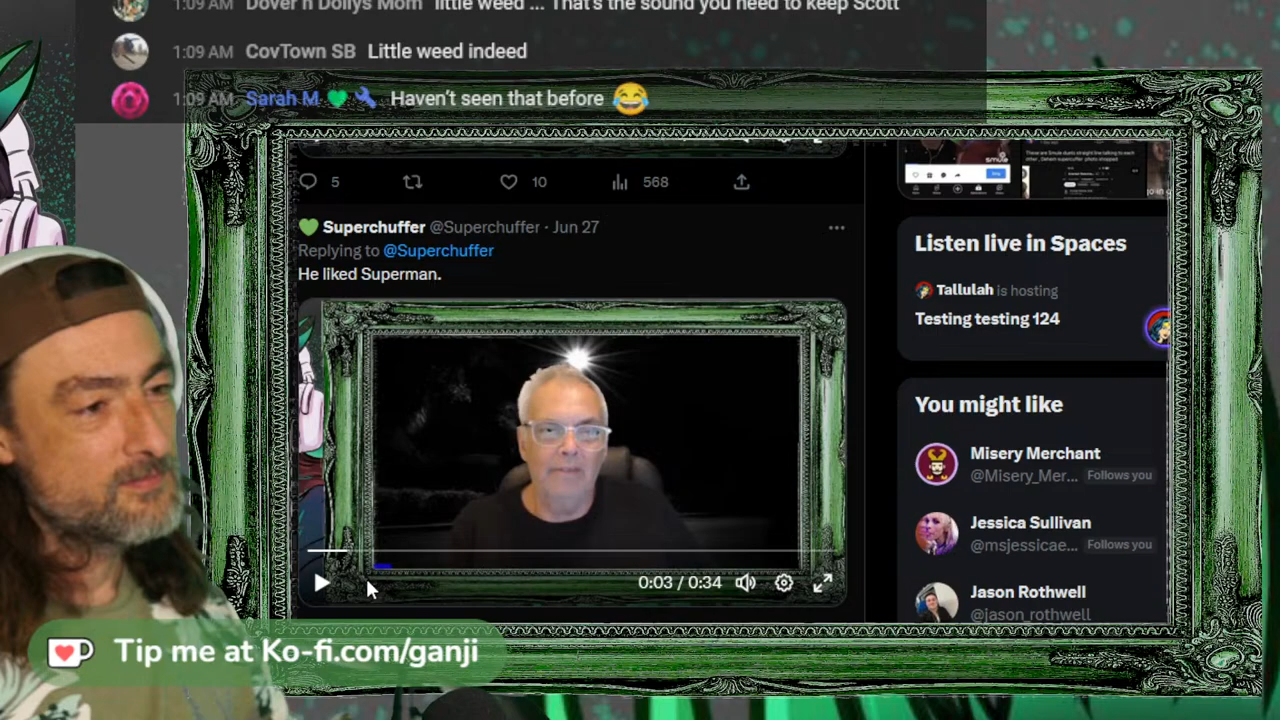 1:09 AM Dover n Dollys Mom little weed ... That's the sound you need to keep Scott
1:09 AM CovTown SB Little weed indeed
1:09 AM Sarah M 💚 🔧 Haven't seen that before 😂
5 10 568
💚 Superchuffer @Superchuffer · Jun 27
Replying to @Superchuffer
He liked Superman.
0:03 / 0:34
Listen live in Spaces
Tallulah is hosting
Testing testing 124
You might like
Misery Merchant
@Misery_Mer... Follows you
Jessica Sullivan
@msjessicae... Follows you
Jason Rothwell
@jason_rothwell
Tip me at Ko-fi.com/ganji